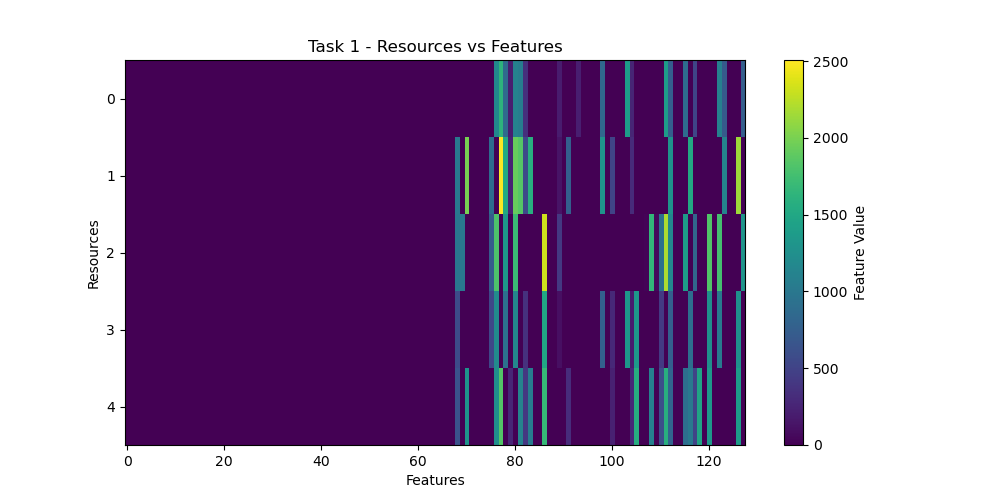 Task 1 - Resources vs Features
0
1
2
3
4
Resources
0 20 40 60 80 100 120
Features
2500
2000
1500
1000
500
0
Feature Value